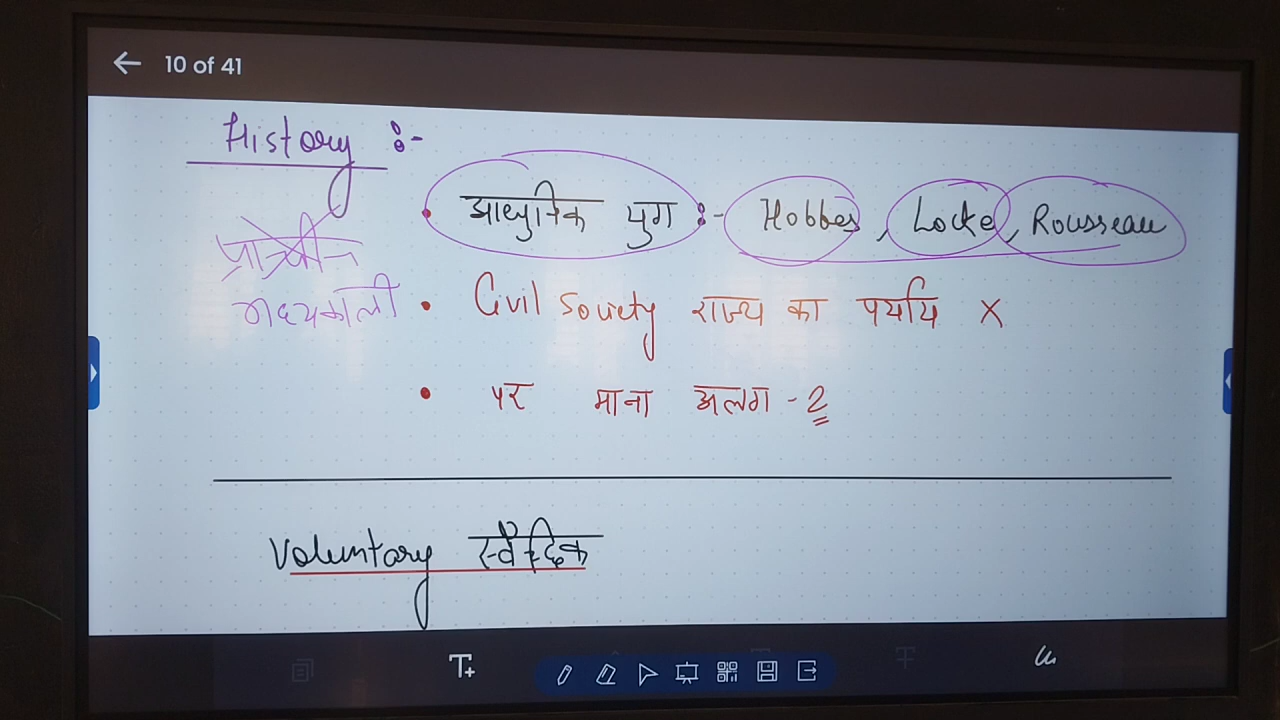 10 of 41
History :-
• आधुनिक युग :- Hobbes, Locke, Rousseau
प्राचीन
मध्यकाली
• Civil Society राज्य का पर्याय ×
• पर माना अलग -2
Voluntary स्वैच्छिक